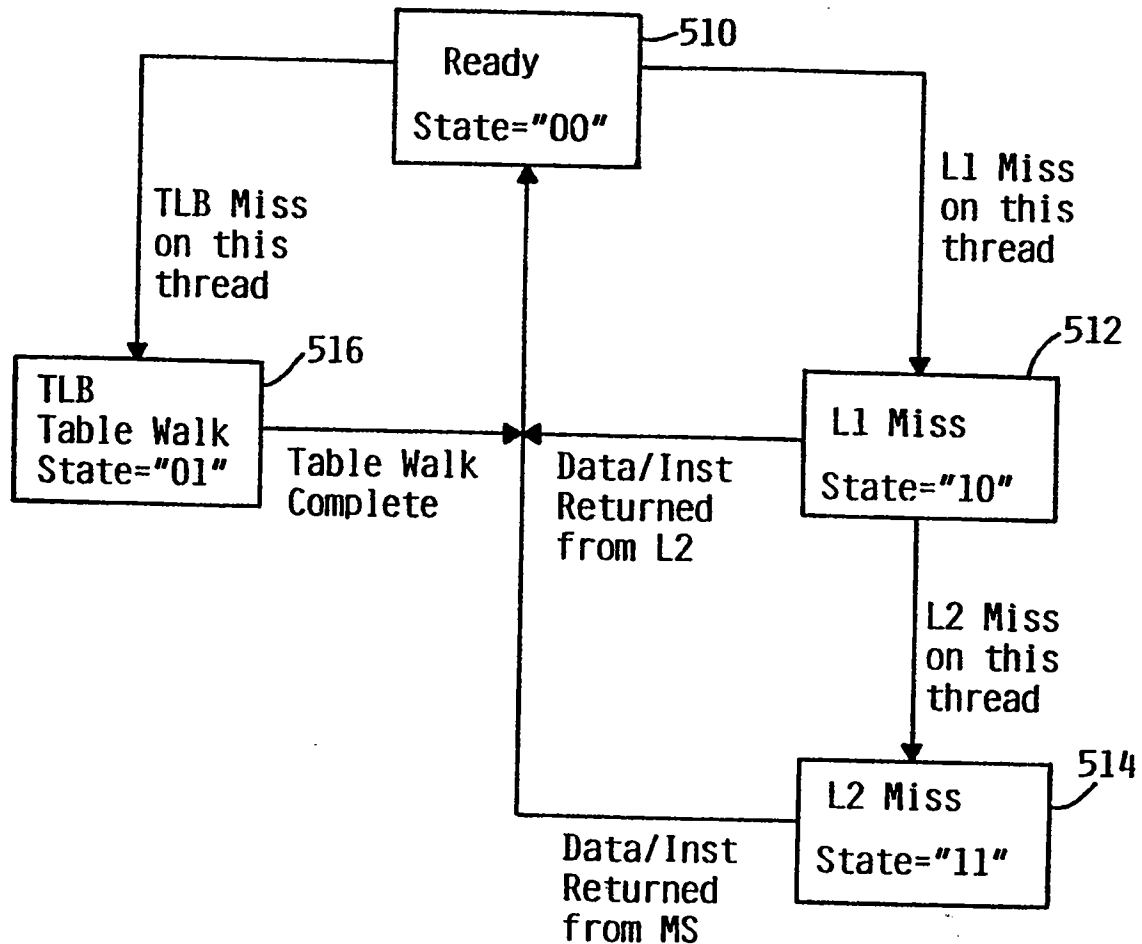 510
Ready
State="00"
TLB Miss
on this
thread
L1 Miss
on this
thread
516
TLB
Table Walk
State="01"
512
L1 Miss
State="10"
Table Walk
Complete
Data/Inst
Returned
from L2
L2 Miss
on this
thread
514
L2 Miss
State="11"
Data/Inst
Returned
from MS